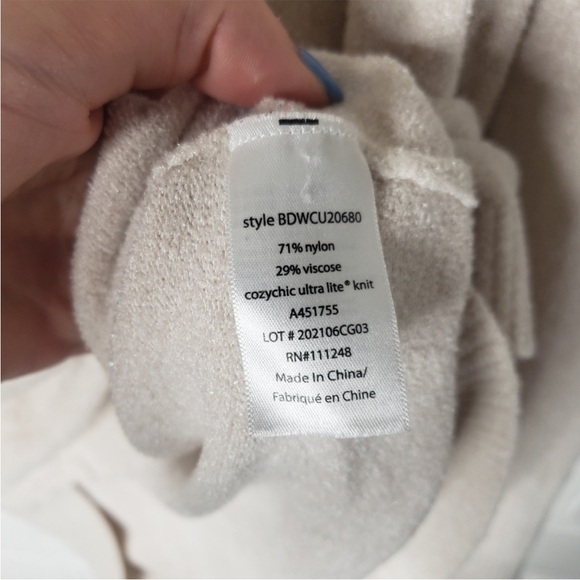 style BDWCU20680
71% nylon
29% viscose
cozychic ultra lite® knit
A451755
LOT # 202106CG03
RN#111248
Made In China/
Fabriqué en Chine